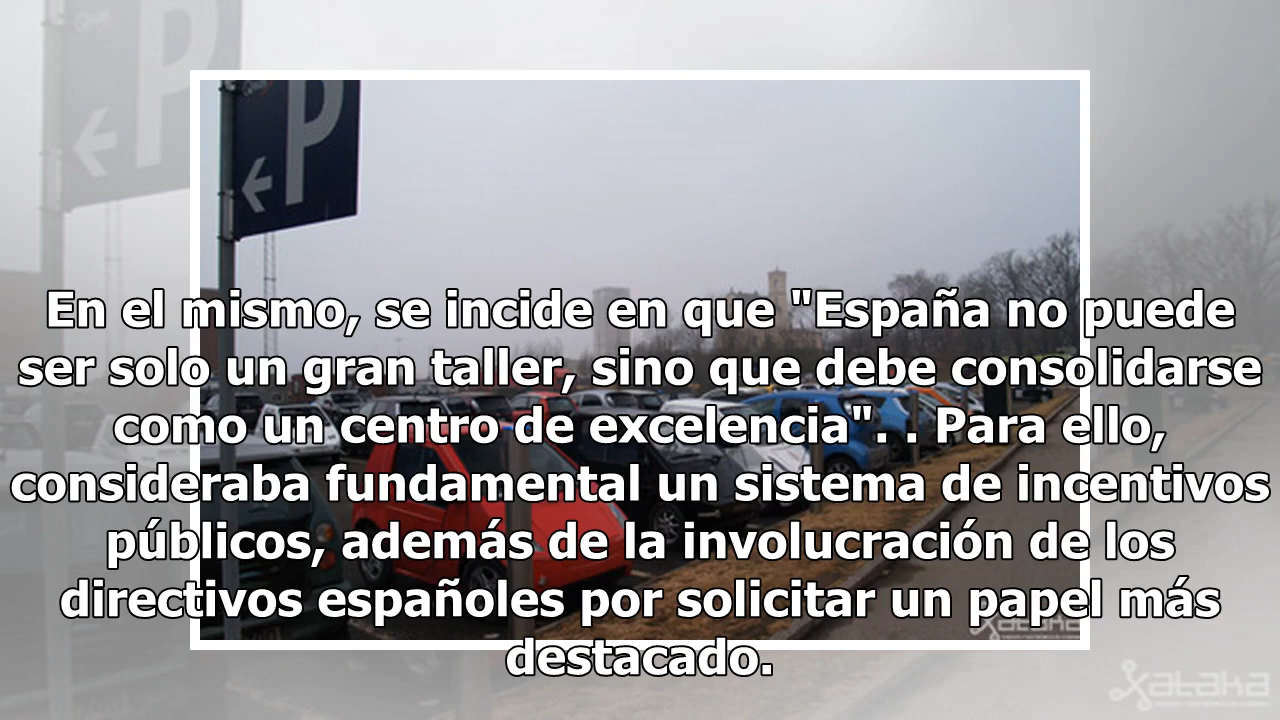 P
P
En el mismo, se incide en que "España no puede
ser solo un gran taller, sino que debe consolidarse
como un centro de excelencia". . Para ello,
consideraba fundamental un sistema de incentivos
públicos, además de la involucración de los
directivos españoles por solicitar un papel más
destacado.
xataka
xataka